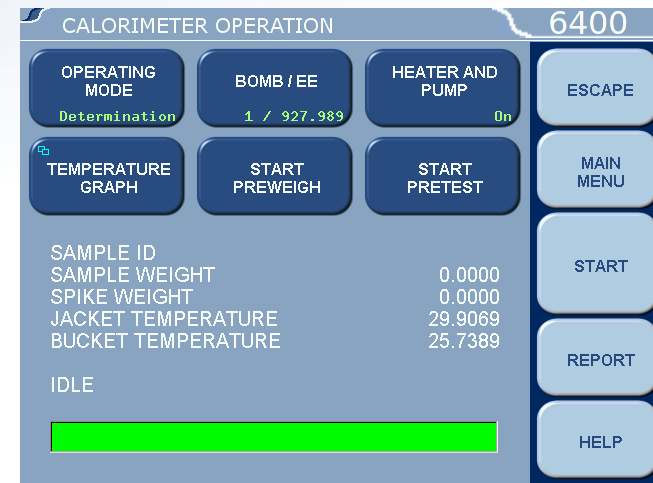 CALORIMETER OPERATION
6400
OPERATING
MODE
Determination
BOMB / EE
1 / 927.989
HEATER AND
PUMP
On
ESCAPE
TEMPERATURE
GRAPH
START
PREWEIGH
START
PRETEST
MAIN
MENU
SAMPLE ID
SAMPLE WEIGHT 0.0000
SPIKE WEIGHT 0.0000
JACKET TEMPERATURE 29.9069
BUCKET TEMPERATURE 25.7389
IDLE
START
REPORT
HELP